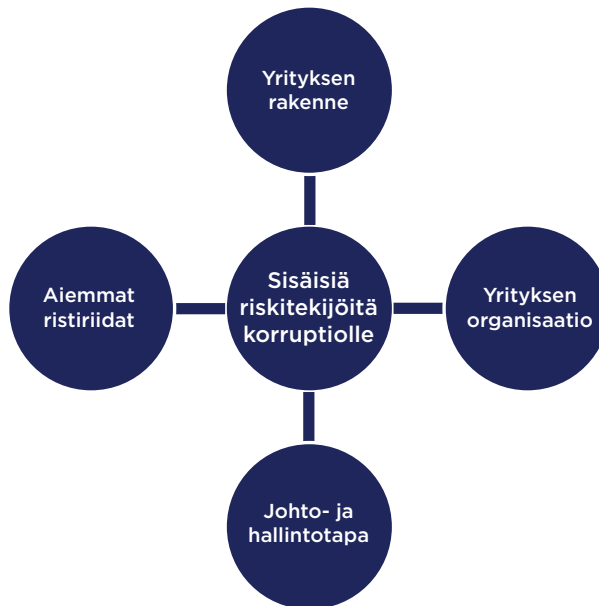 Yrityksen
rakenne
Aiemmat
ristiriidat
Sisäisiä
riskitekijöitä
korruptiolle
Yrityksen
organisaatio
Johto- ja
hallintotapa